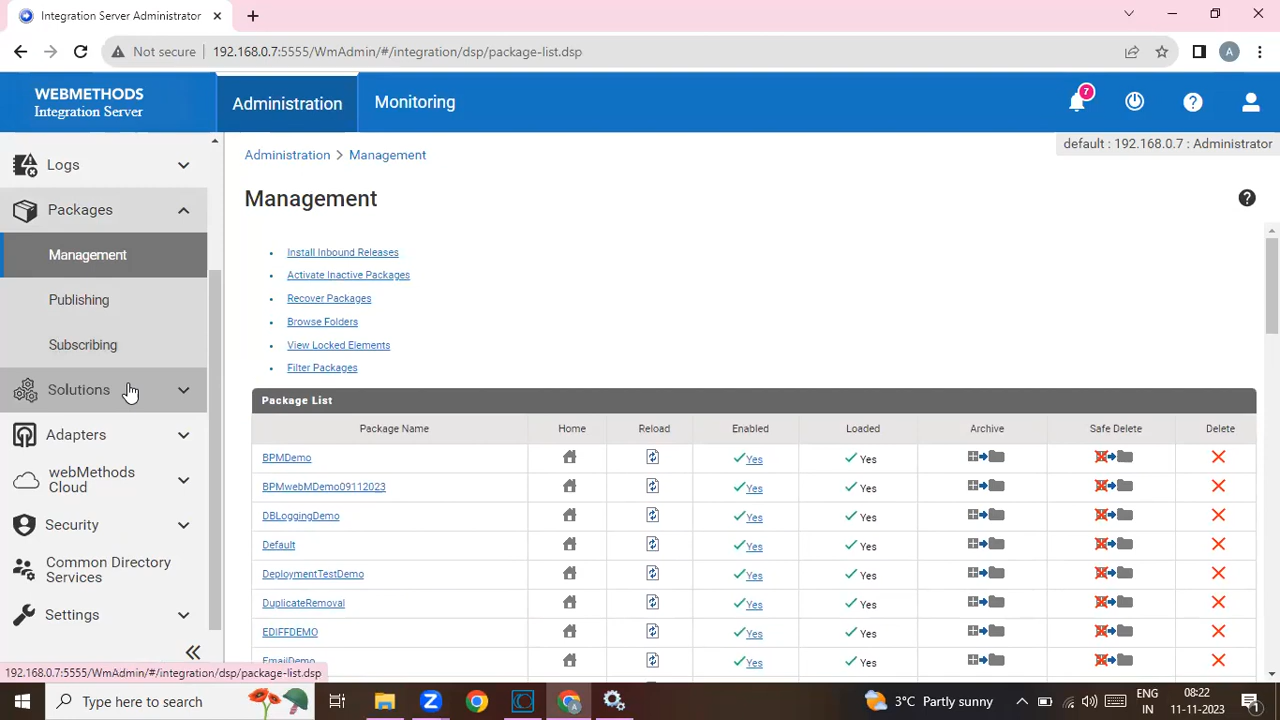 Integration Server Administrator
Not secure 192.168.0.7:5555/WmAdmin/#/integration/dsp/package-list.dsp
A
WEBMETHODS
Integration Server
Administration
Monitoring
7
default : 192.168.0.7 : Administrator
Logs
Packages
Management
Publishing
Subscribing
Solutions
Adapters
webMethods
Cloud
Security
Common Directory
Services
Settings
Administration > Management
Management
Install Inbound Releases
Activate Inactive Packages
Recover Packages
Browse Folders
View Locked Elements
Filter Packages
Package List
Package Name Home Reload Enabled Loaded Archive Safe Delete Delete
BPMDemo Yes Yes
BPMwebMDemo09112023 Yes Yes
DBLoggingDemo Yes Yes
Default Yes Yes
DeploymentTestDemo Yes Yes
DuplicateRemoval Yes Yes
EDIFFDEMO Yes Yes
EmailDemo Yes Yes
192.168.0.7:5555/WmAdmin/#/integration/dsp/package-list.dsp
Type here to search
3°C Partly sunny
ENG
IN
08:22
11-11-2023
1